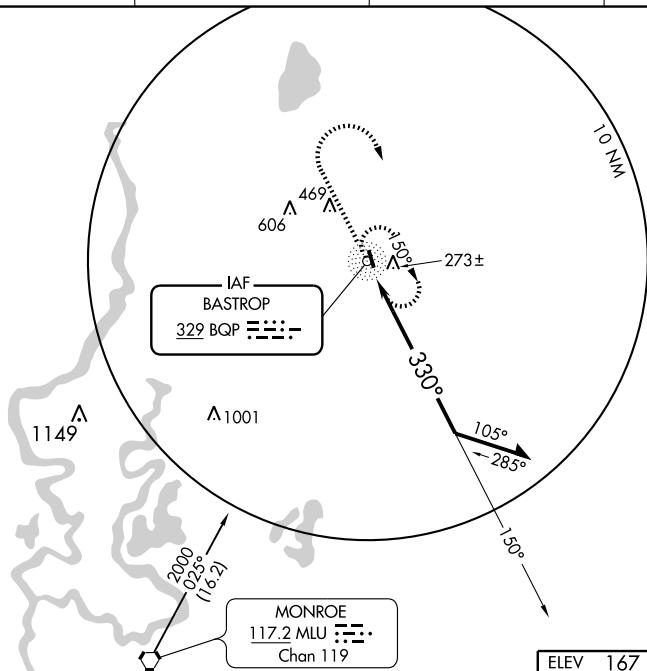 10 NM
469
606
150°
273±
IAF
BASTROP
329 BQP
330°
1149
1001
105°
285°
150°
2000
025°
(16.2)
MONROE
117.2 MLU
Chan 119
ELEV 167